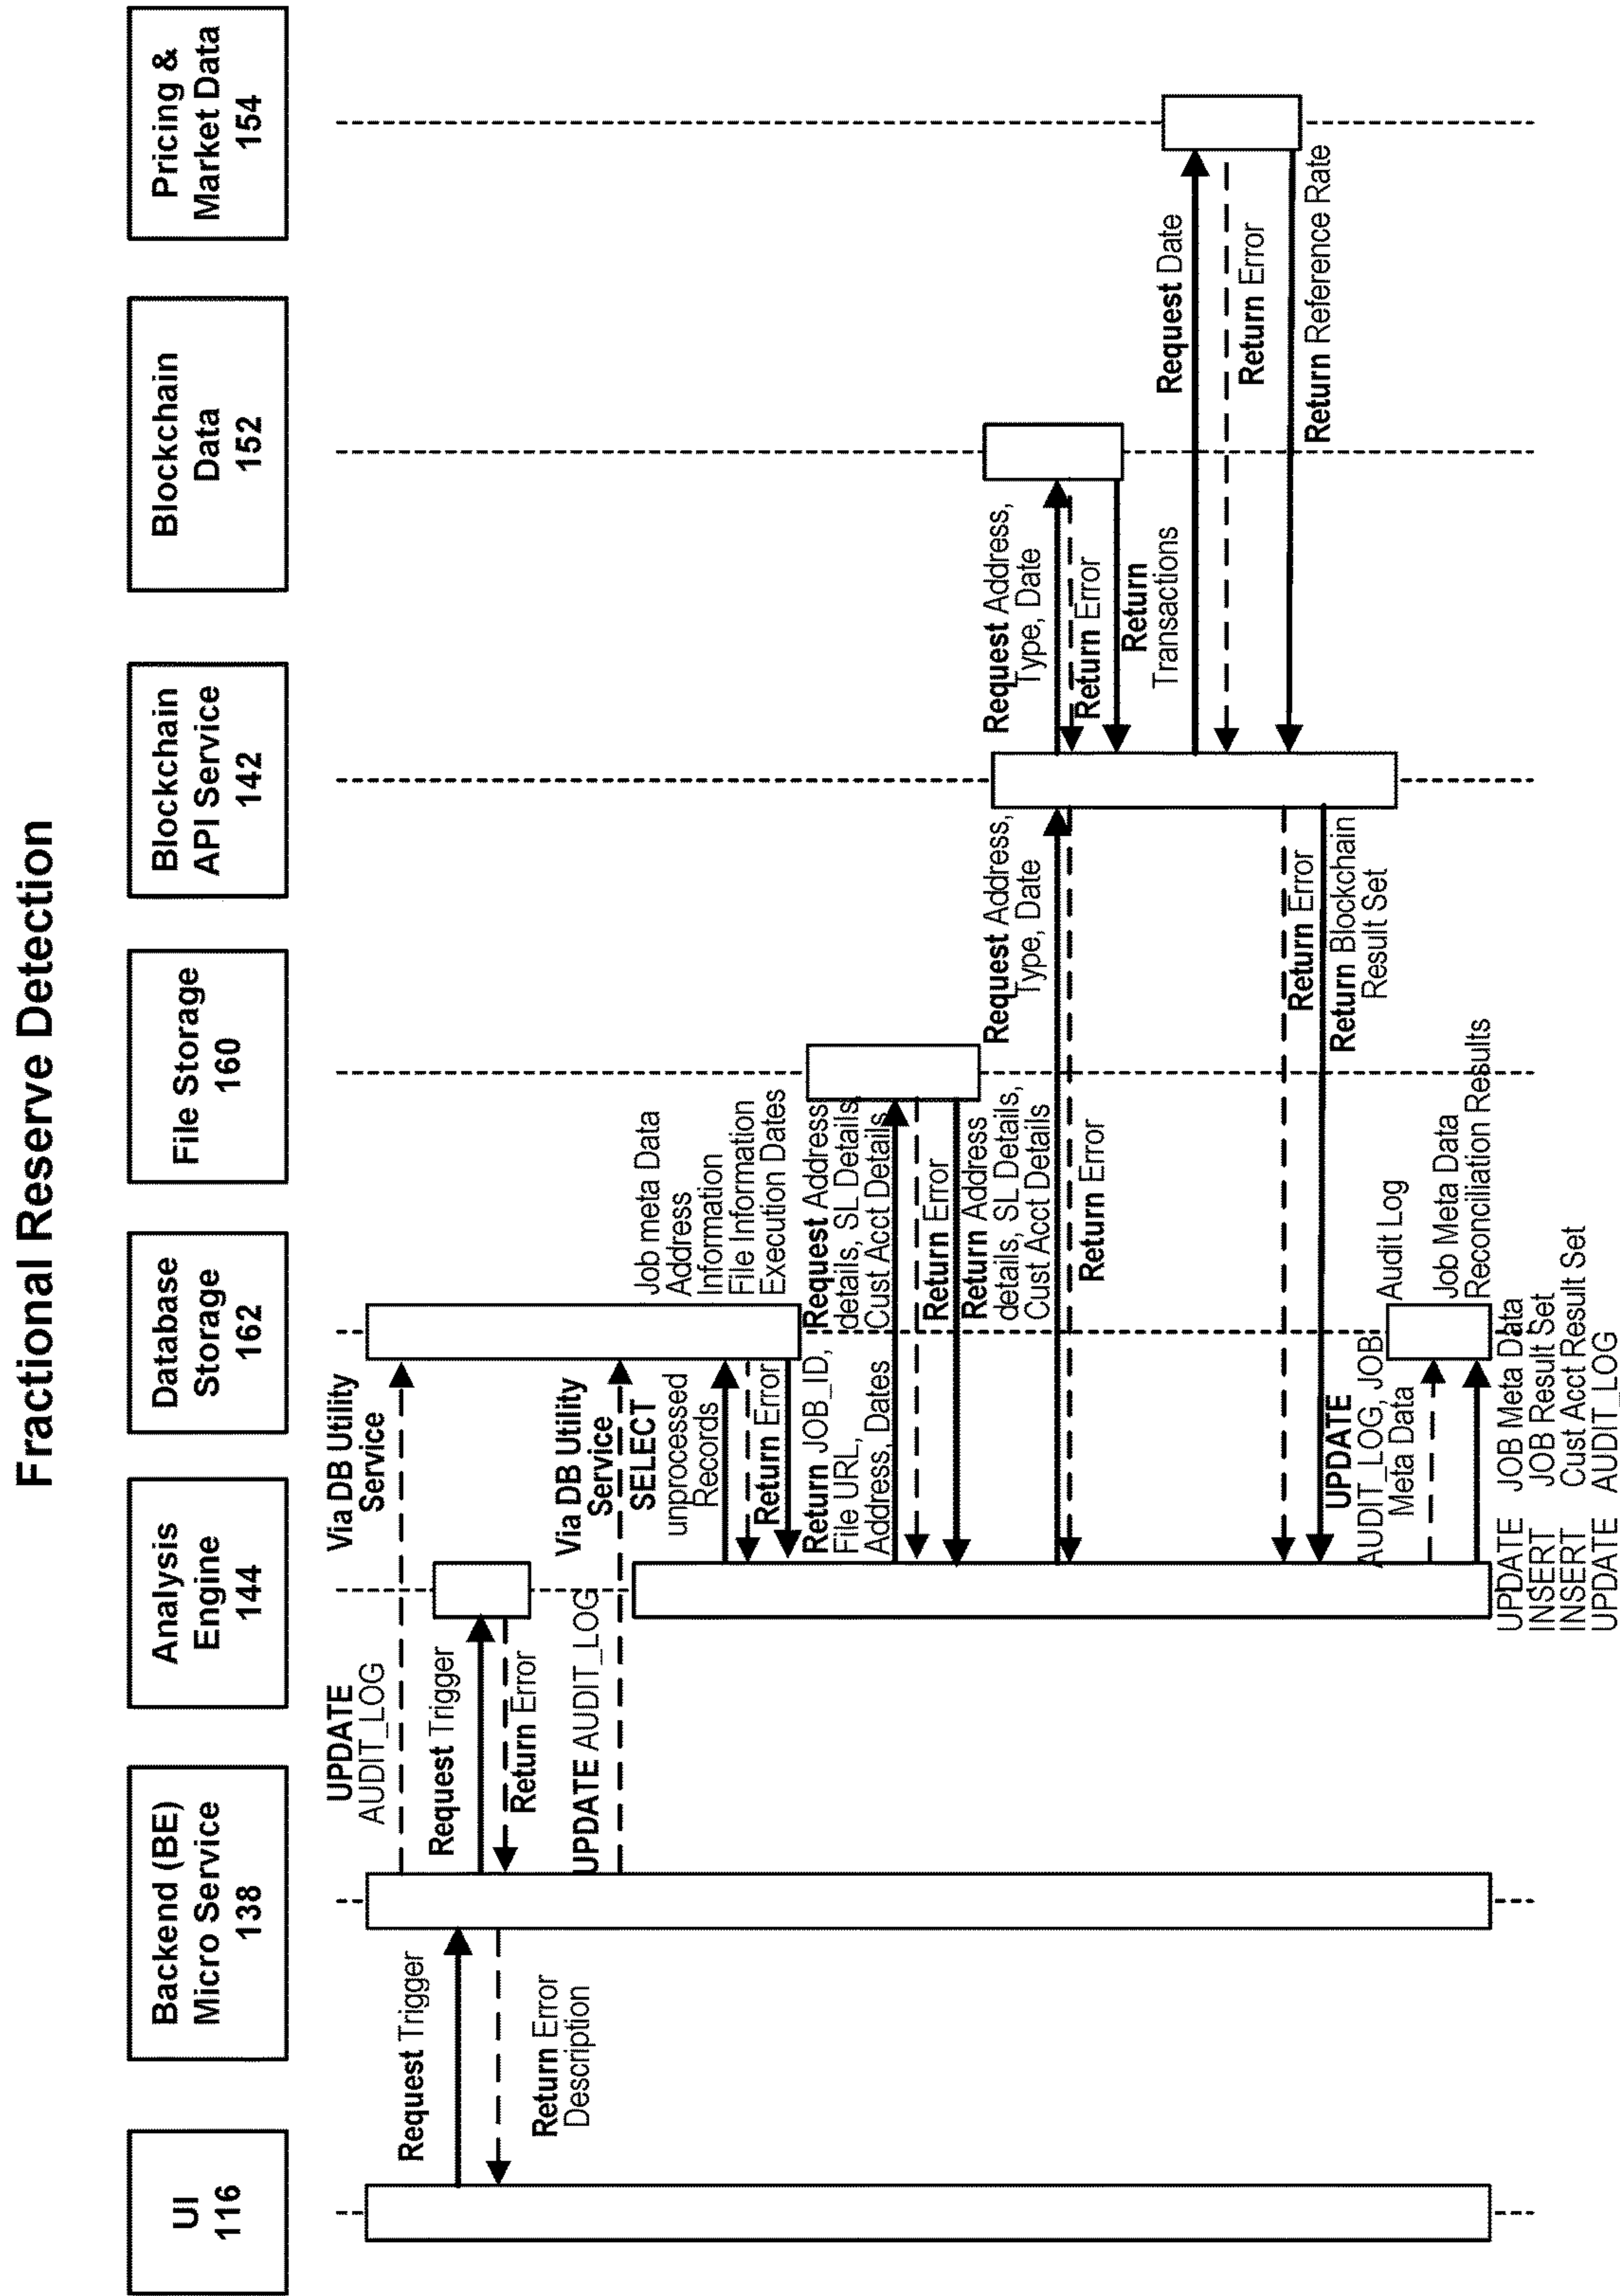 Fractional Reserve Detection
UI
116
Backend (BE)
Micro Service
138
Analysis
Engine
144
Database
Storage
162
File Storage
160
Blockchain
API Service
142
Blockchain
Data
152
Pricing &
Market Data
154
UPDATE
AUDIT_LOG
Via DB Utility
Service
Request Trigger
Return Error
Description
Request Trigger
Return Error
UPDATE AUDIT_LOG
Via DB Utility
Service
SELECT
unprocessed
Records
Return Error
Return JOB_ID,
File URL,
Address, Dates
Job meta Data
Address
Information
File Information
Execution Dates
Request Address
details, SL Details
Cust Acct Details
Return Error
Return Address
details, SL Details,
Cust Acct Details
Request Address,
Type, Date
Return Error
Request Address,
Type, Date
Return Error
Return
Transactions
Request Date
Return Error
Return Reference Rate
Return Error
Return Blockchain
Result Set
UPDATE
AUDIT_LOG, JOB
Meta Data
Audit Log
Job Meta Data
Reconciliation Results
UPDATE JOB Meta Data
INSERT JOB Result Set
INSERT Cust Acct Result Set
UPDATE AUDIT_LOG